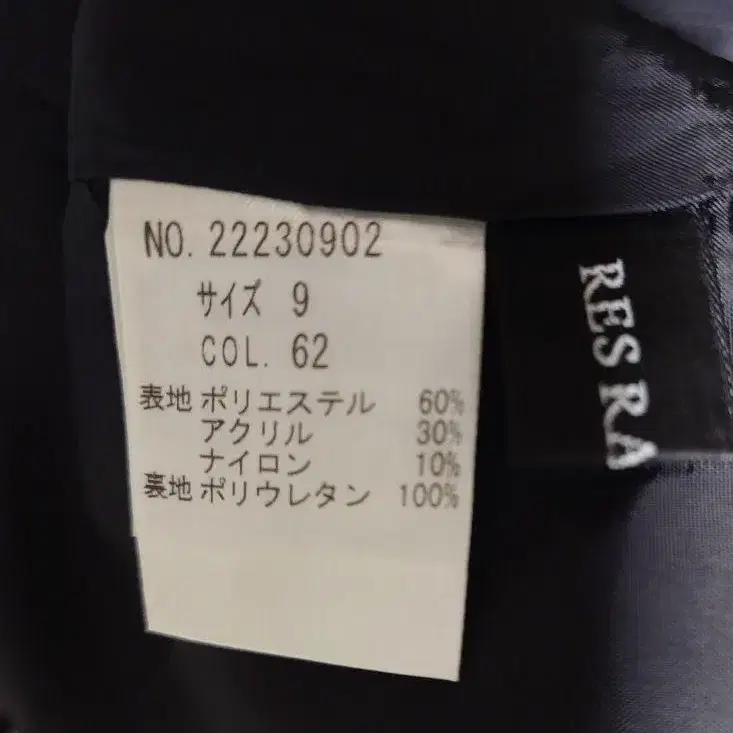 NO. 22230902
サイズ 9
COL. 62
表地 ポリエステル 60%
アクリル 30%
ナイロン 10%
裏地 ポリウレタン 100%
RES RA